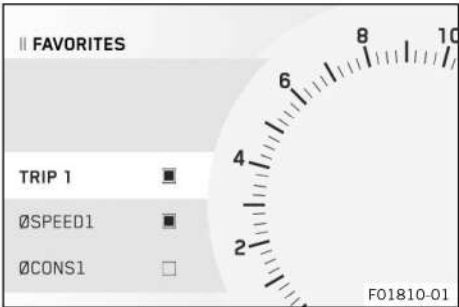 FAVORITES
8
10
6
4
TRIP 1
ØSPEED1
2
ØCONS1
F01810-01